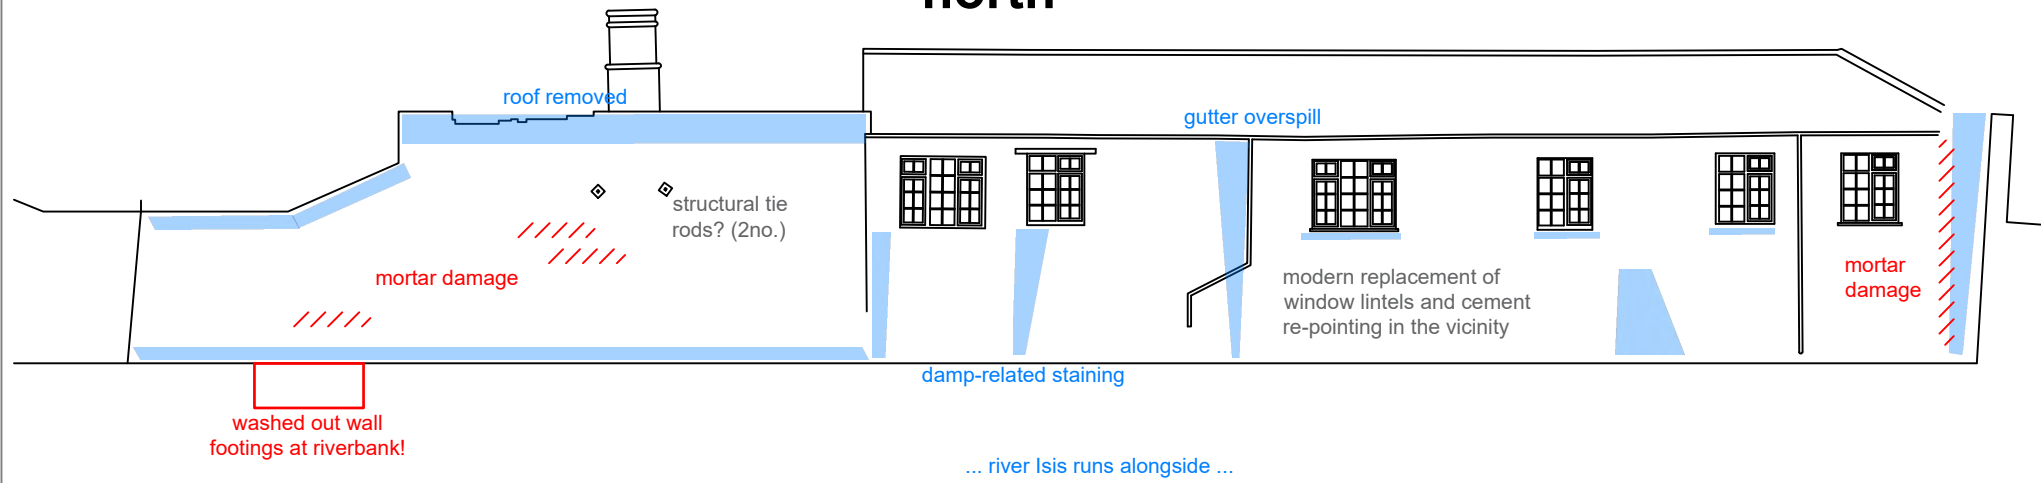 north
roof removed
gutter overspill
structural tie
rods? (2no.)
mortar damage
modern replacement of
window lintels and cement
re-pointing in the vicinity
mortar
damage
damp-related staining
washed out wall
footings at riverbank!
... river Isis runs alongside ...